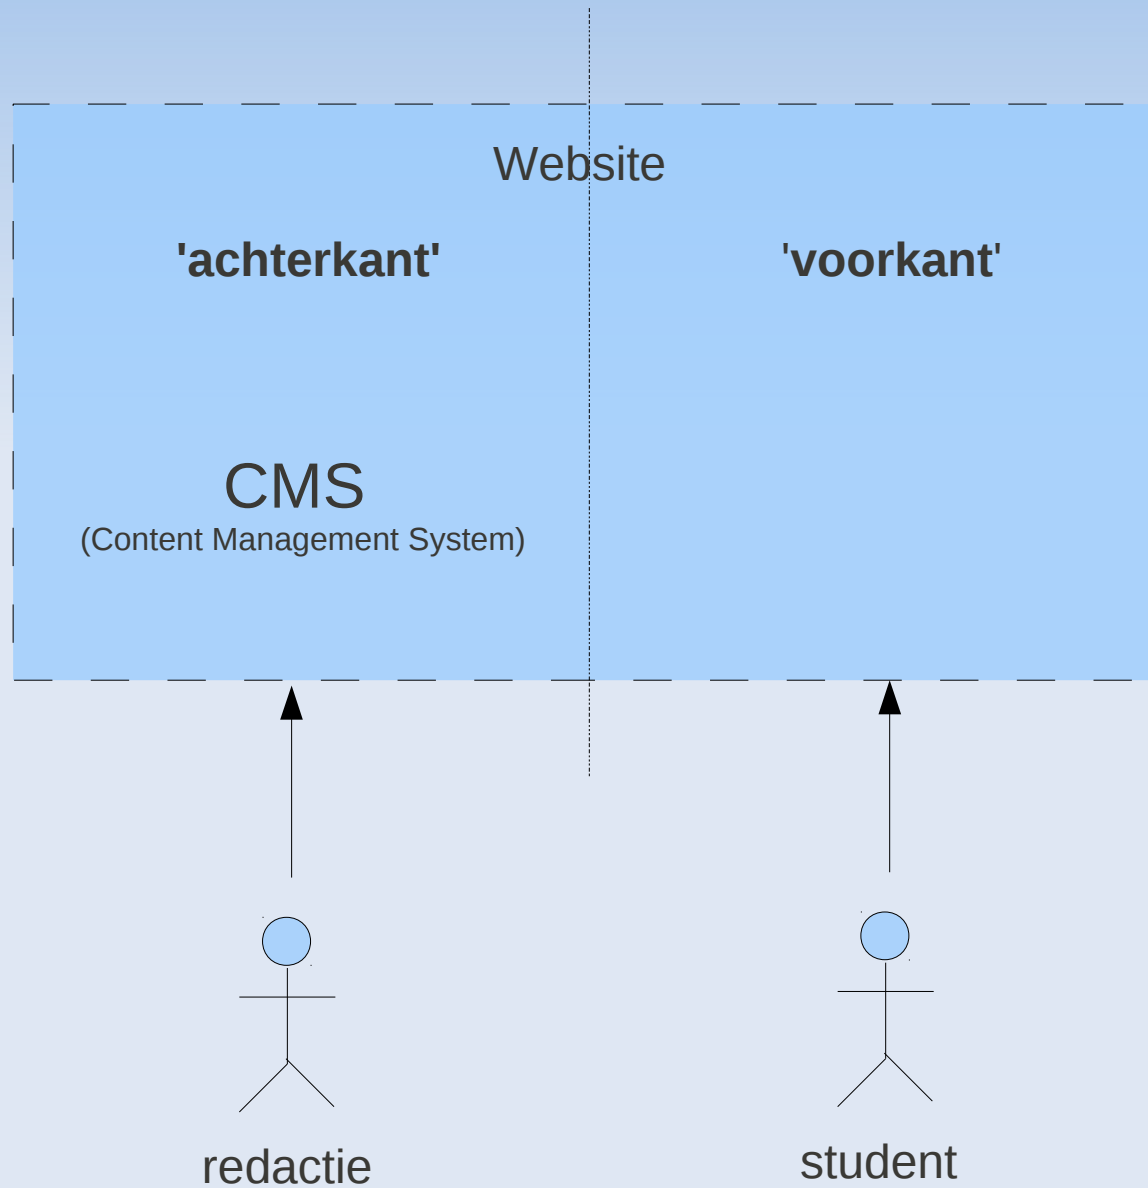 Website
'achterkant'
'voorkant'
CMS
(Content Management System)
redactie
student